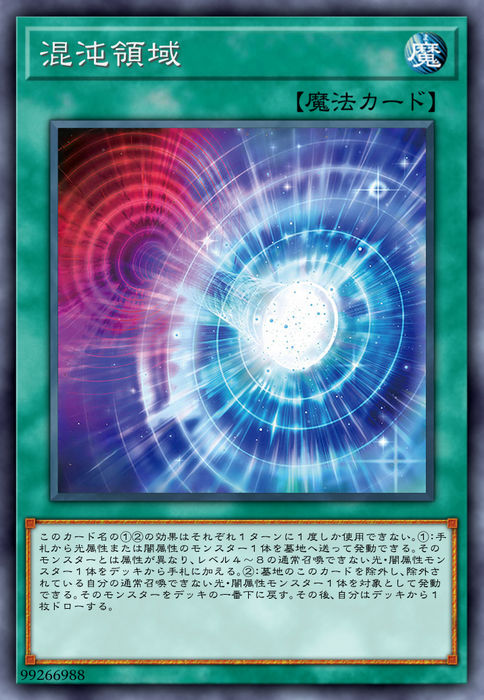 混沌領域
魔
【魔法カード】
このカード名の①②の効果はそれぞれ1ターンに1度しか使用できない。①:手
札から光属性または闇属性のモンスター1体を墓地へ送って発動できる。その
モンスターとは属性が異なり、レベル4～8の通常召喚できない光・闇属性モン
スター1体をデッキから手札に加える。②:墓地のこのカードを除外し、除外さ
れている自分の通常召喚できない光・闇属性モンスター1体を対象として発動
できる。そのモンスターをデッキの一番下に戻す。その後、自分はデッキから1
枚ドローする。
99266988